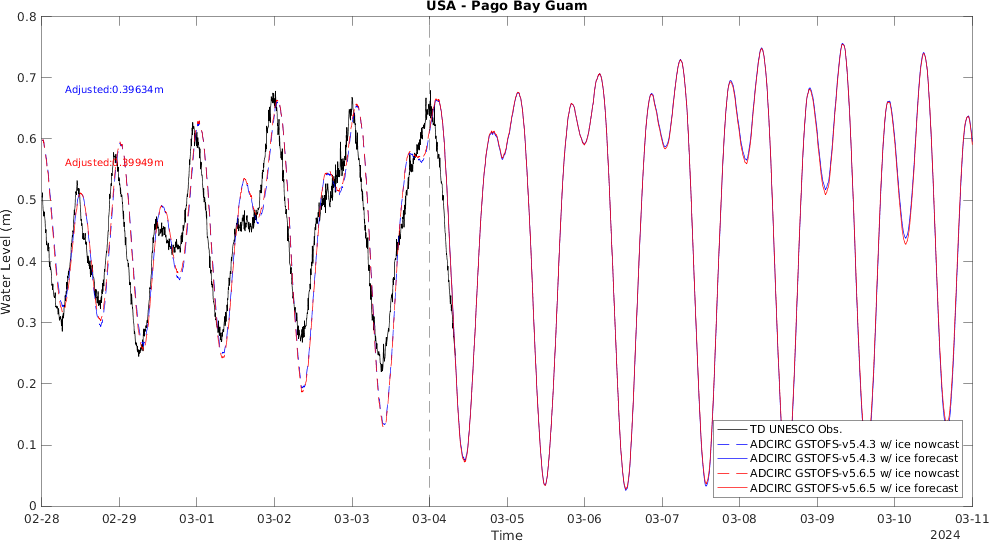 USA - Pago Bay Guam
0.8
0.7
0.6
0.5
0.4
0.3
0.2
0.1
0
Water Level (m)
Adjusted:0.39634m
Adjusted:0.39949m
TD UNESCO Obs.
ADCIRC GSTOFS-v5.4.3 w/ ice nowcast
ADCIRC GSTOFS-v5.4.3 w/ ice forecast
ADCIRC GSTOFS-v5.6.5 w/ ice nowcast
ADCIRC GSTOFS-v5.6.5 w/ ice forecast
02-28 02-29 03-01 03-02 03-03 03-04 03-05 03-06 03-07 03-08 03-09 03-10 03-11
Time
2024